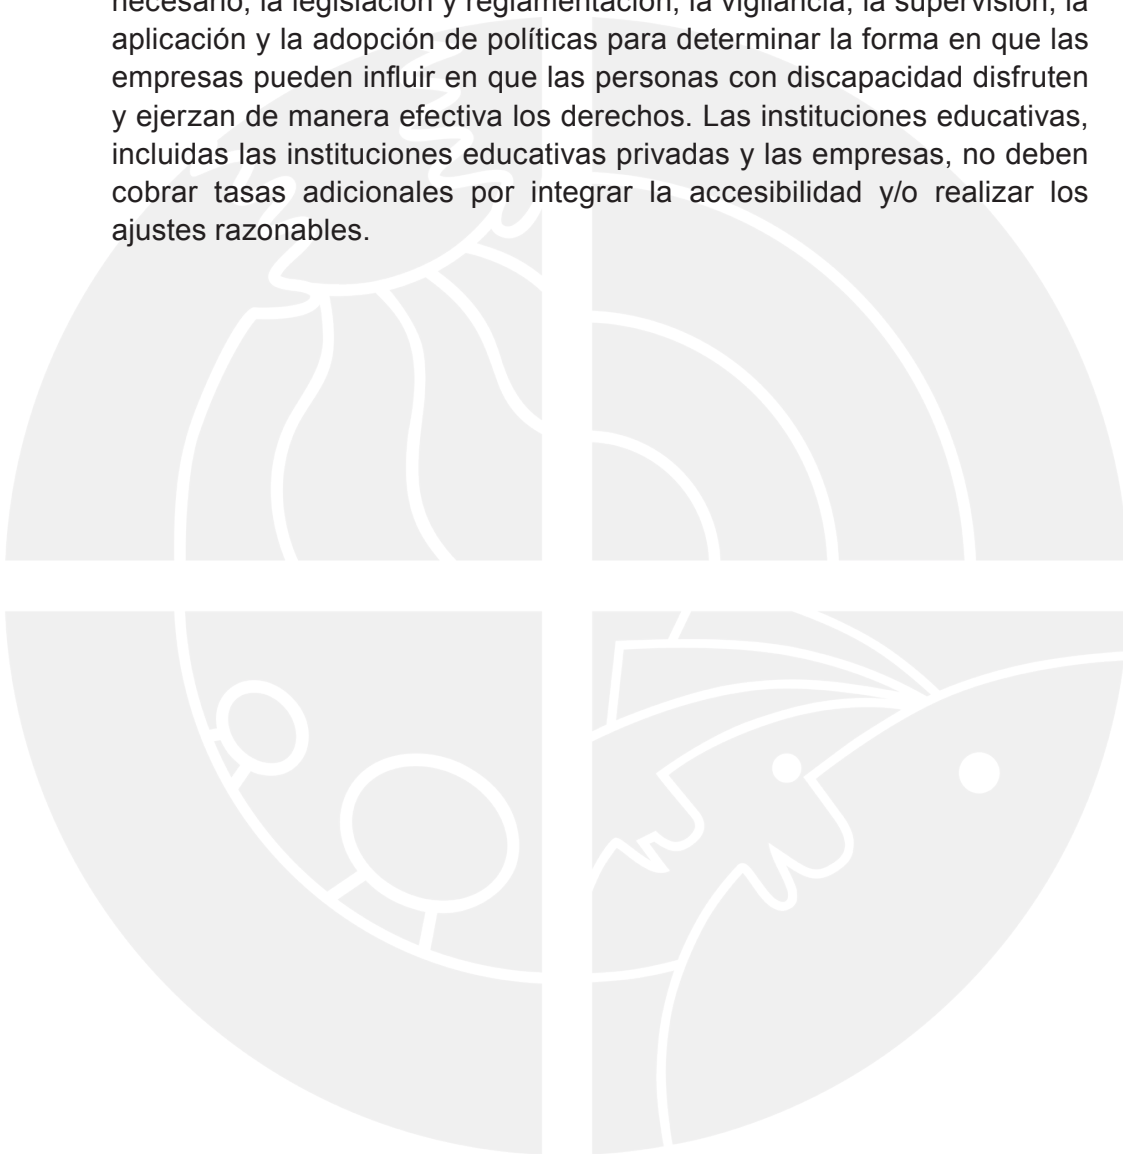 necesario, la legislación y reglamentación, la vigilancia, la supervisión, la
aplicación y la adopción de políticas para determinar la forma en que las
empresas pueden influir en que las personas con discapacidad disfruten
y ejerzan de manera efectiva los derechos. Las instituciones educativas,
incluidas las instituciones educativas privadas y las empresas, no deben
cobrar tasas adicionales por integrar la accesibilidad y/o realizar los
ajustes razonables.